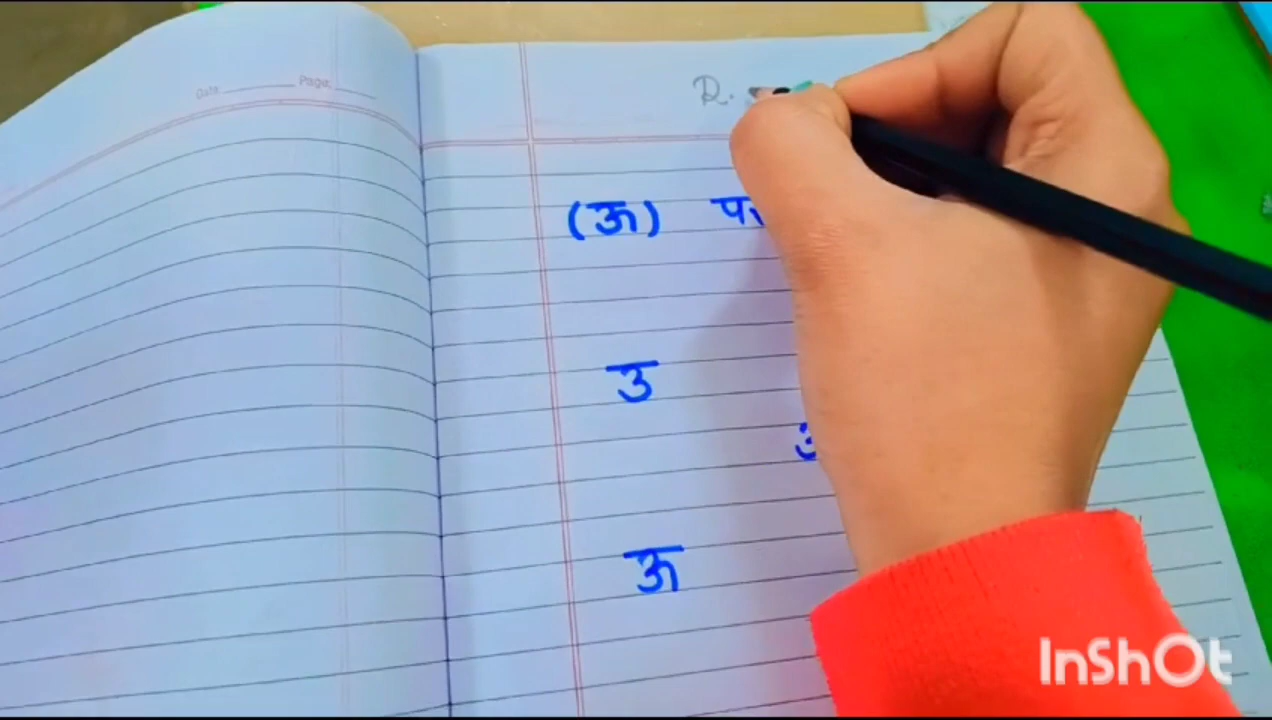 Date Page
R.
(ऊ)
उ
ऊ
InShOt